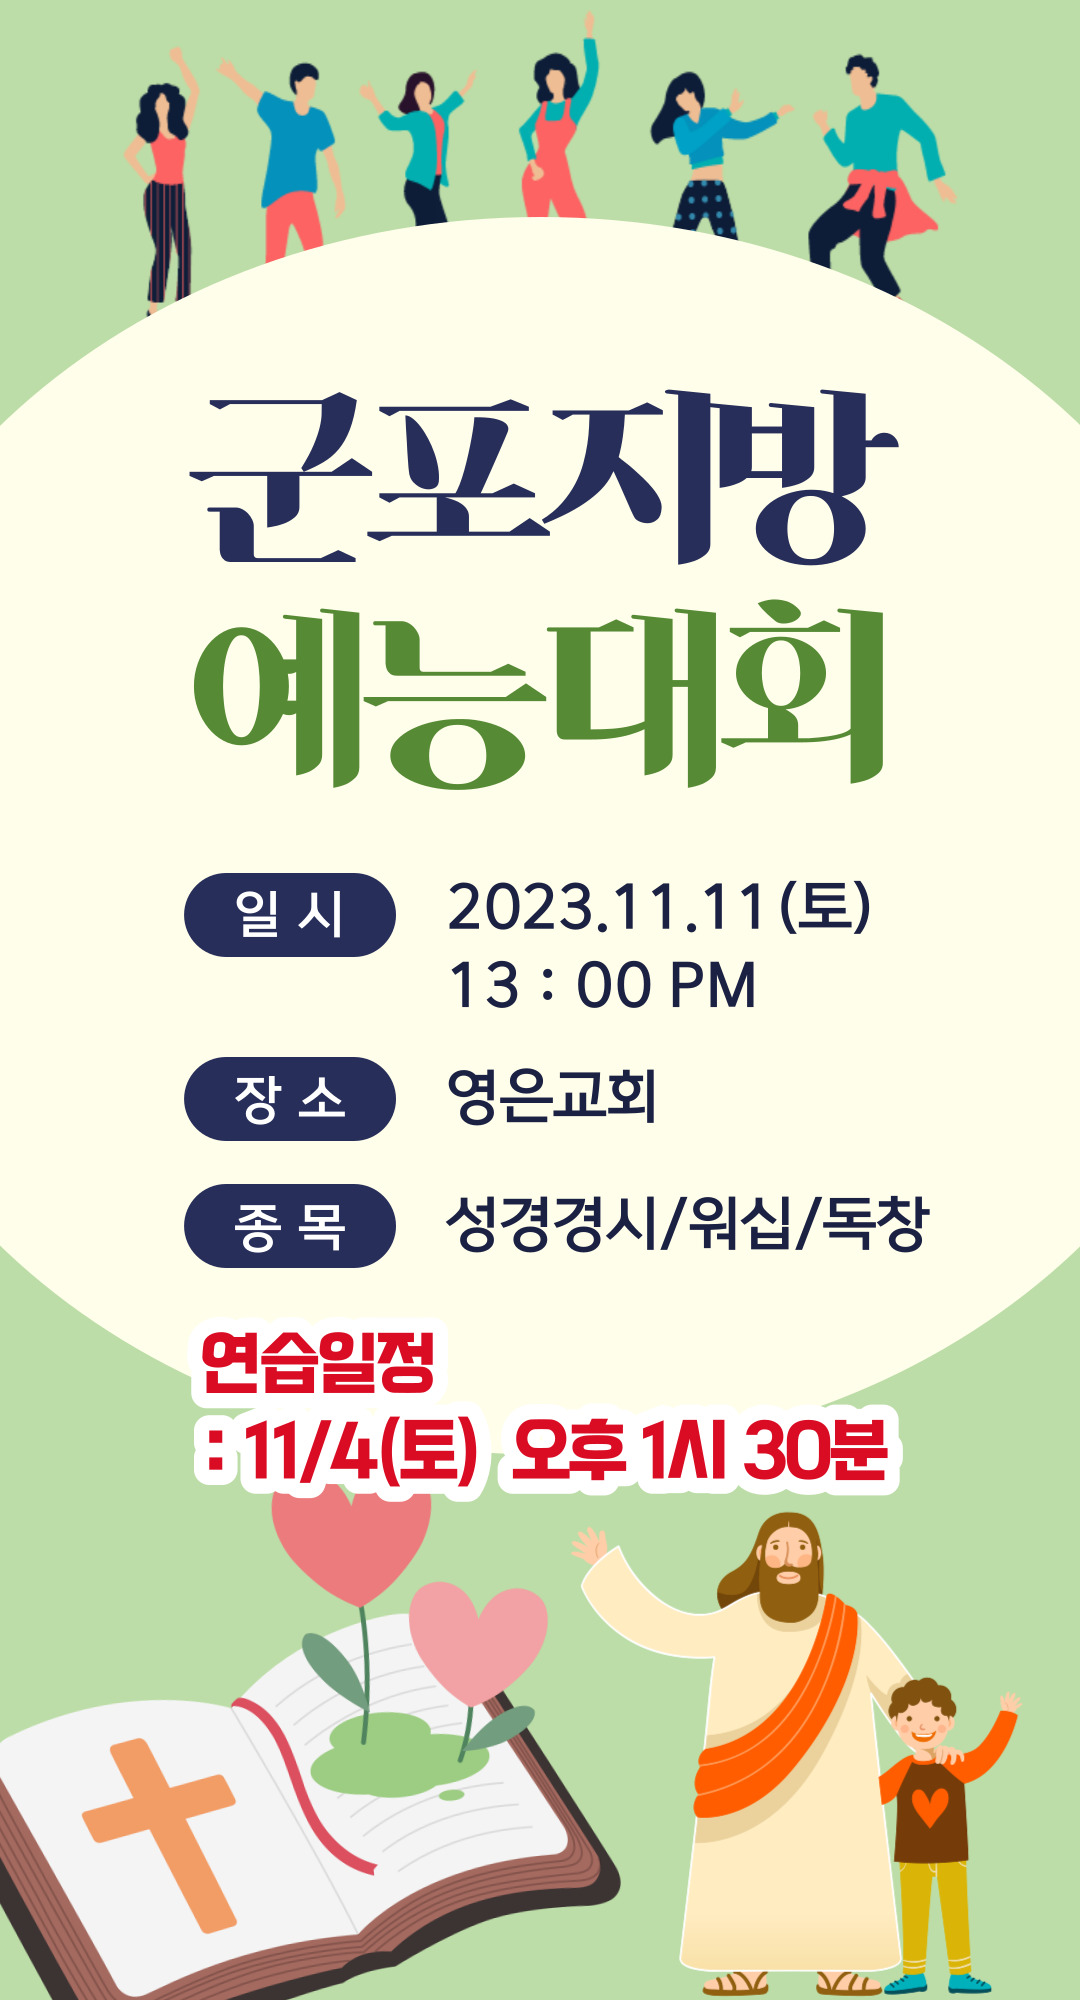 군포지방
예능대회
일 시
2023.11.11(토)
13 : 00 PM
장 소
영은교회
종 목
성경경시/워십/독창
연습일정
: 11/4(토) 오후 1시 30분